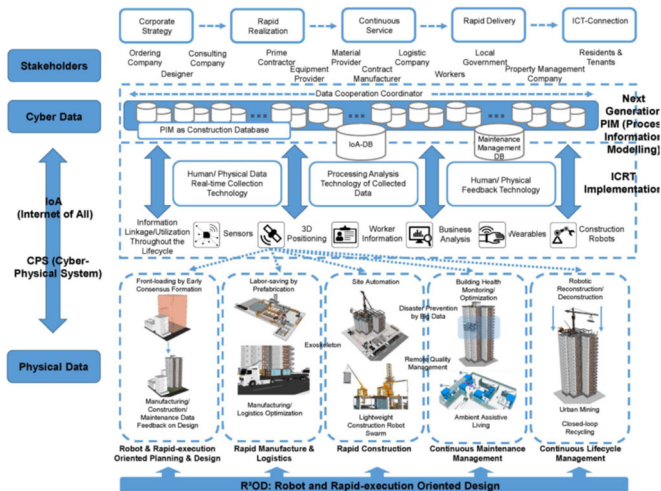 Corporate
Strategy
Rapid
Realization
Continuous
Service
Rapid Delivery
ICT-Connection
Stakeholders
Ordering
Company
Designer
Consulting
Company
Prime
Contractor
Equipment
Provider
Material
Provider
Contract
Manufacturer
Logistic
Company
Workers
Local
Government
Property Management
Company
Residents &
Tenants
Cyber Data
Data Cooperation Coordinator
PIM as Construction Database
IoA-DB
Maintenance
Management
DB
Next
Generation
PIM (Process
Information
Modelling)
IoA
(Internet of All)
CPS (Cyber-
Physical System)
Human/ Physical Data
Real-time Collection
Technology
Processing Analysis
Technology of Collected
Data
Human/ Physical
Feedback Technology
ICRT
Implementation
Information
Linkage/Utilization
Throughout the
Lifecycle
Sensors
3D
Positioning
Worker
Information
Business
Analysis
Wearables
Construction
Robots
Physical Data
Front-loading by Early
Consensus Formation
Manufacturing/
Construction/
Maintenance Data
Feedback on Design
Labor-saving by
Prefabrication
Exoskeleton
Manufacturing/
Logistics Optimization
Site Automation
Lightweight
Construction Robot
Swarm
Building Health
Monitoring/
Optimization
Disaster Prevention
by Big Data
Remote Quality
Management
Ambient Assistive
Living
Robotic
Reconstruction/
Deconstruction
Urban Mining
Closed-loop
Recycling
Robot & Rapid-execution
Oriented Planning & Design
Rapid Manufacture &
Logistics
Rapid Construction
Continuous Maintenance
Management
Continuous Lifecycle
Management
R²OD: Robot and Rapid-execution Oriented Design